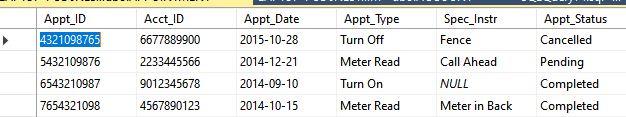 Appt_ID Acct_ID Appt_Date Appt_Type Spec_Instr Appt_Status
4321098765 6677889900 2015-10-28 Turn Off Fence Cancelled
5432109876 2233445566 2014-12-21 Meter Read Call Ahead Pending
6543210987 9012345678 2014-09-10 Turn On NULL Completed
7654321098 4567890123 2014-10-15 Meter Read Meter in Back Completed